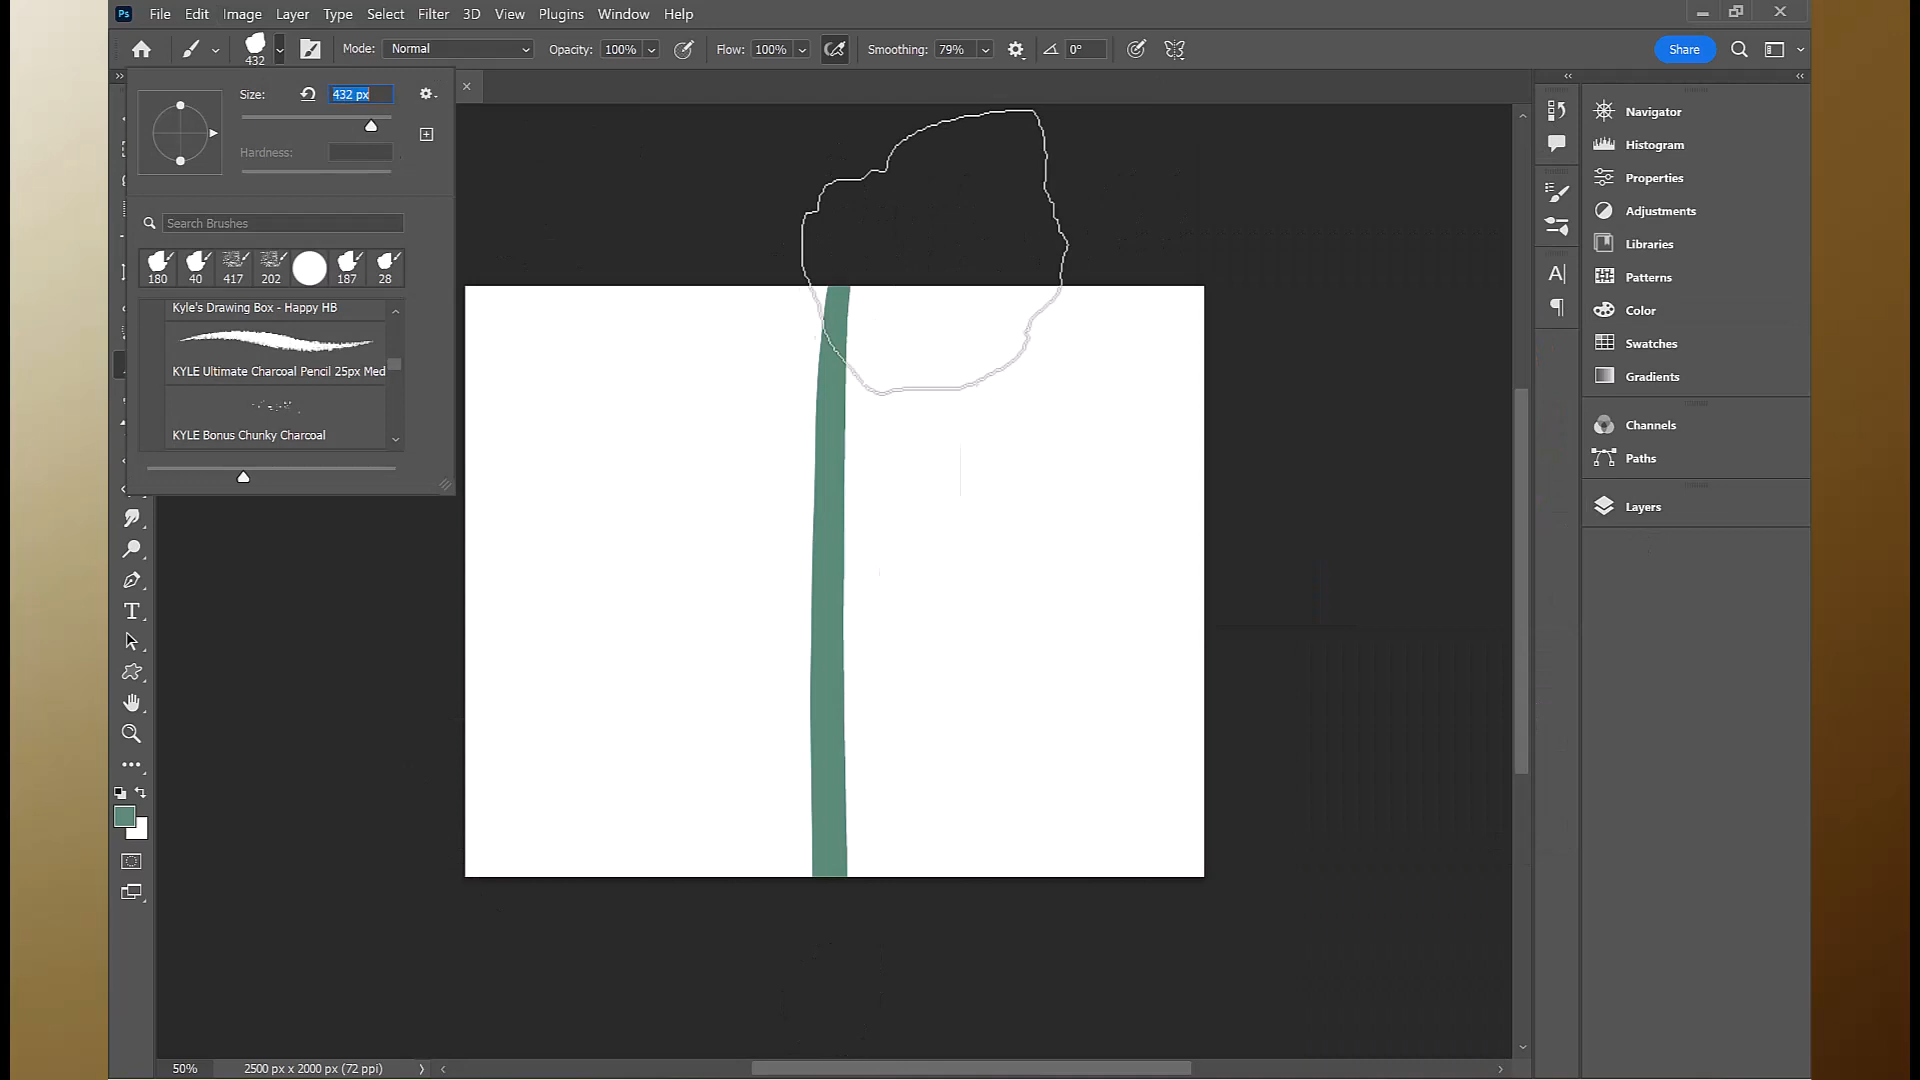 Ps File Edit Image Layer Type Select Filter 3D View Plugins Window Help
432 Mode: Normal Opacity: 100% Flow: 100% Smoothing: 79% 0° Share
Size: 432 px
Hardness:
Search Brushes
180 40 417 202 187 28
Kyle's Drawing Box - Happy HB
KYLE Ultimate Charcoal Pencil 25px Med
KYLE Bonus Chunky Charcoal
Navigator
Histogram
Properties
Adjustments
Libraries
Patterns
Color
Swatches
Gradients
Channels
Paths
Layers
50% 2500 px x 2000 px (72 ppi)